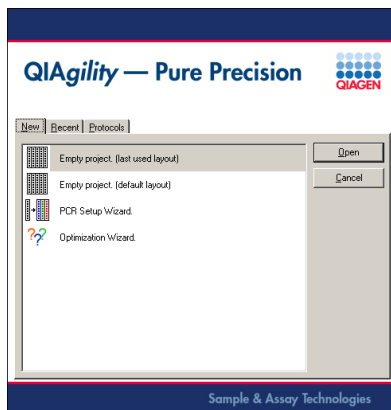 QIAgility — Pure Precision
QIAGEN
New Recent Protocols
Empty project. (last used layout)
Open
Empty project. (default layout)
Cancel
PCR Setup Wizard.
Optimization Wizard.
Sample & Assay Technologies